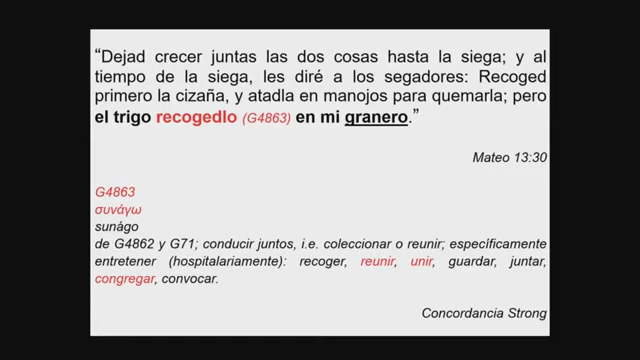 “Dejad crecer juntas las dos cosas hasta la siega; y al
tiempo de la siega, les diré a los segadores: Recoged
primero la cizaña, y atadla en manojos para quemarla; pero
el trigo recogedlo (G4863) en mi granero.”
Mateo 13:30
G4863
συνάγω
sunágo
de G4862 y G71; conducir juntos, i.e. coleccionar o reunir; específicamente
entretener (hospitalariamente): recoger, reunir, unir, guardar, juntar,
congregar, convocar.
Concordancia Strong